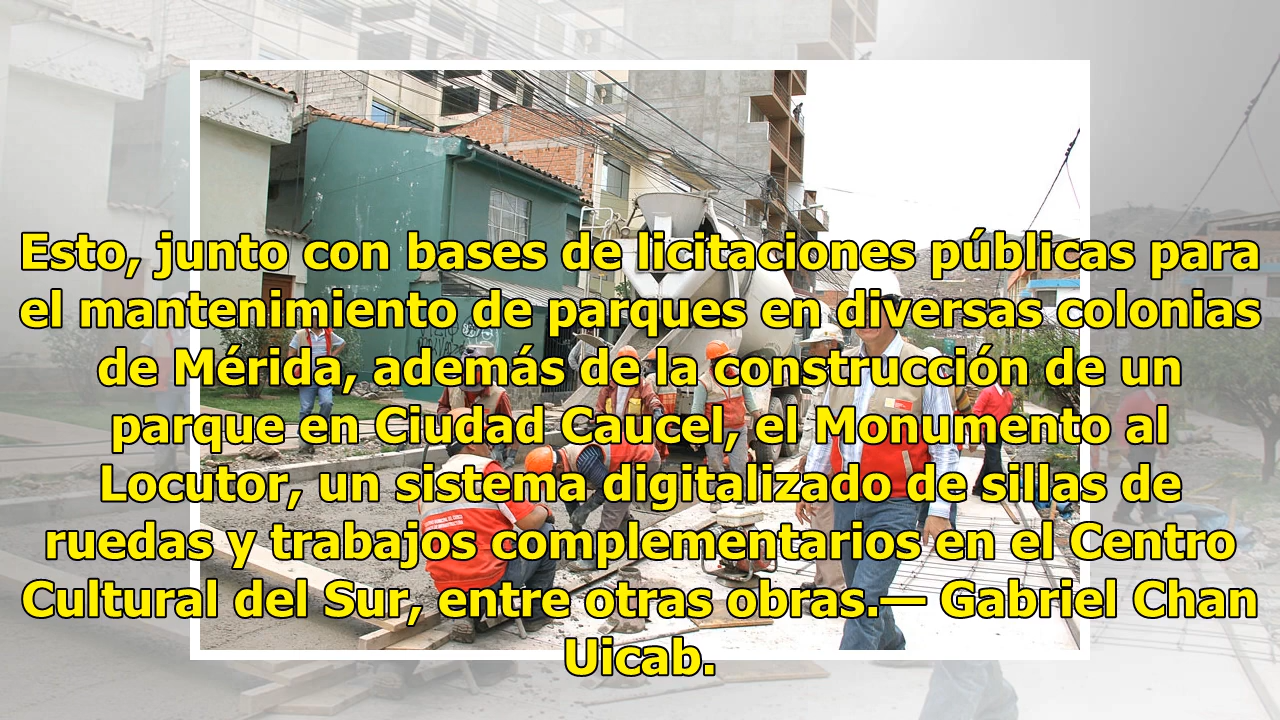 Esto, junto con bases de licitaciones públicas para
el mantenimiento de parques en diversas colonias
de Mérida, además de la construcción de un
parque en Ciudad Caucel, el Monumento al
Locutor, un sistema digitalizado de sillas de
ruedas y trabajos complementarios en el Centro
Cultural del Sur, entre otras obras.— Gabriel Chan
Uicab.